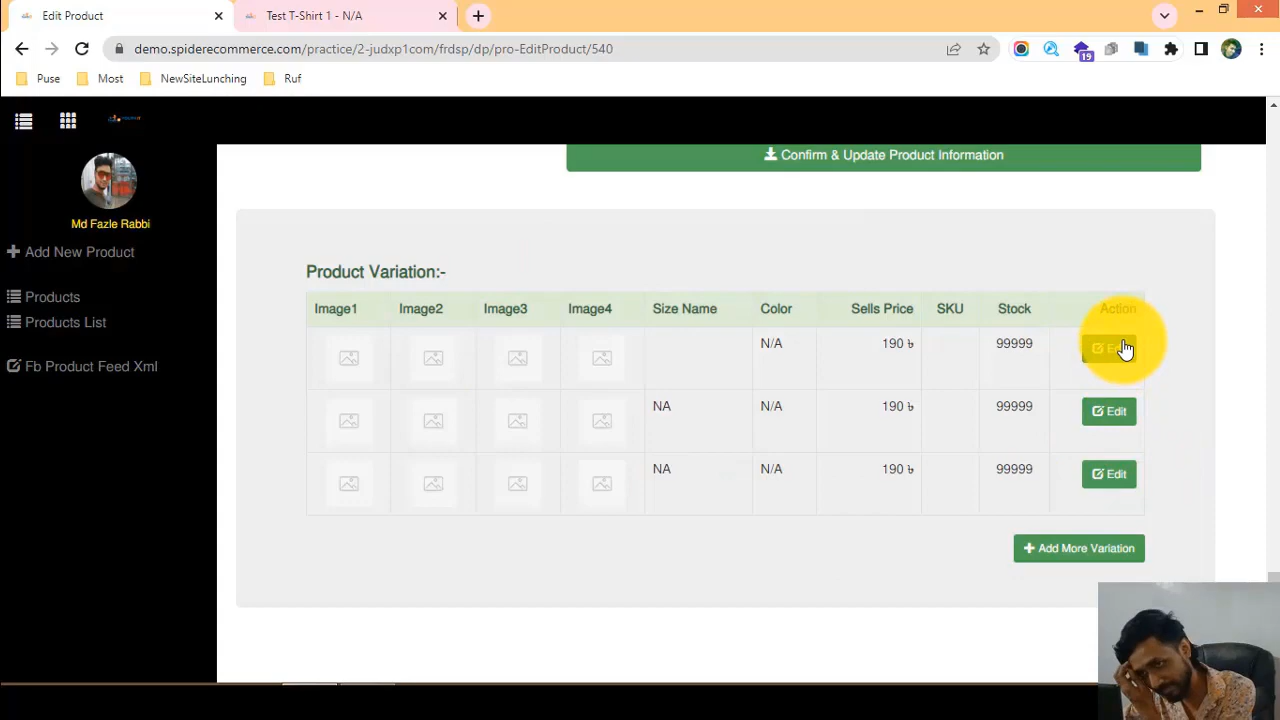 Edit Product
Test T-Shirt 1 - N/A
demo.spiderecommerce.com/practice/2-judxp1com/frdsp/dp/pro-EditProduct/540
19
Puse Most NewSiteLunching Ruf
Confirm & Update Product Information
Md Fazle Rabbi
Add New Product
Products
Products List
Fb Product Feed Xml
Product Variation:-
Image1 Image2 Image3 Image4 Size Name Color Sells Price SKU Stock Action
N/A 190 ৳ 99999 Edit
NA N/A 190 ৳ 99999 Edit
NA N/A 190 ৳ 99999 Edit
Add More Variation